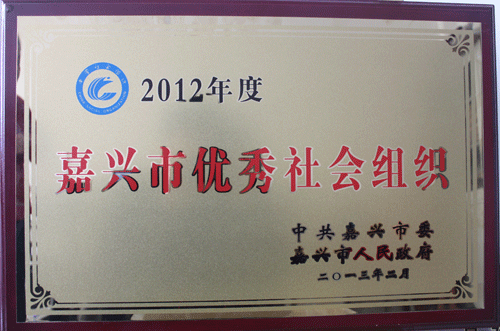 2012年度
嘉兴市优秀社会组织
中共嘉兴市委
嘉兴市人民政府
二〇一三年二月